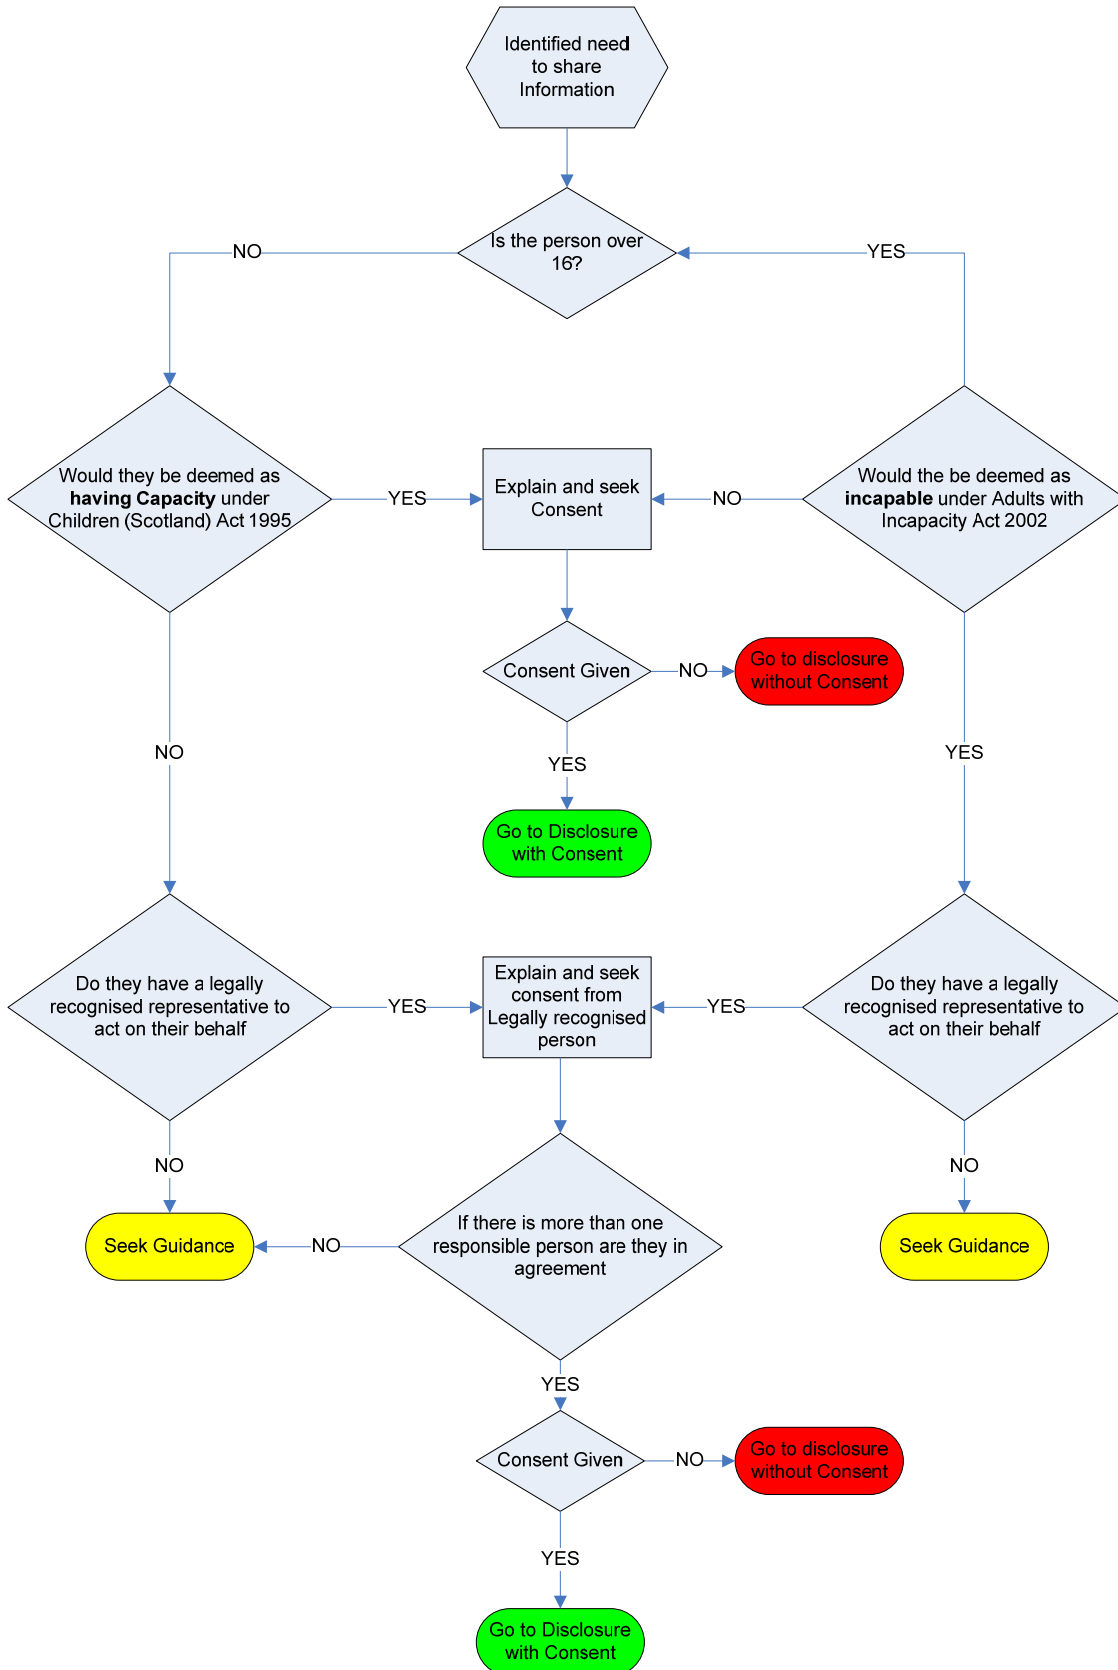 Identified need
to share
Information
Is the person over
16?
NO
YES
Would they be deemed as
having Capacity under
Children (Scotland) Act 1995
YES
Explain and seek
Consent
NO
Would the be deemed as
incapable under Adults with
Incapacity Act 2002
Consent Given
NO
Go to disclosure
without Consent
NO
YES
YES
Go to Disclosure
with Consent
Do they have a legally
recognised representative to
act on their behalf
YES
Explain and seek
consent from
Legally recognised
person
YES
Do they have a legally
recognised representative to
act on their behalf
NO
NO
Seek Guidance
NO
If there is more than one
responsible person are they in
agreement
Seek Guidance
YES
Consent Given
NO
Go to disclosure
without Consent
YES
Go to Disclosure
with Consent